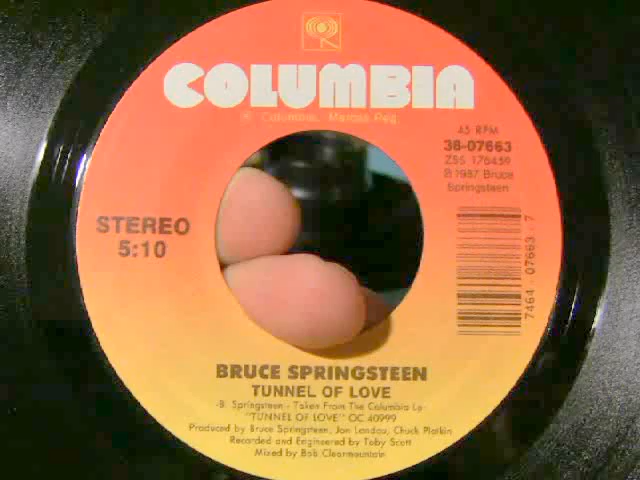 COLUMBIA
® Columbia, Marcas Reg.
45 RPM
38-07663
ZSS 176459
℗ 1987 Bruce
Springsteen
STEREO
5:10
7464 - 07663 - 7
BRUCE SPRINGSTEEN
TUNNEL OF LOVE
-B. Springsteen - Taken From The Columbia Lp
"TUNNEL OF LOVE" OC 40999
Produced by Bruce Springsteen, Jon Landau, Chuck Plotkin
Recorded and Engineered by Toby Scott
Mixed by Bob Clearmountain